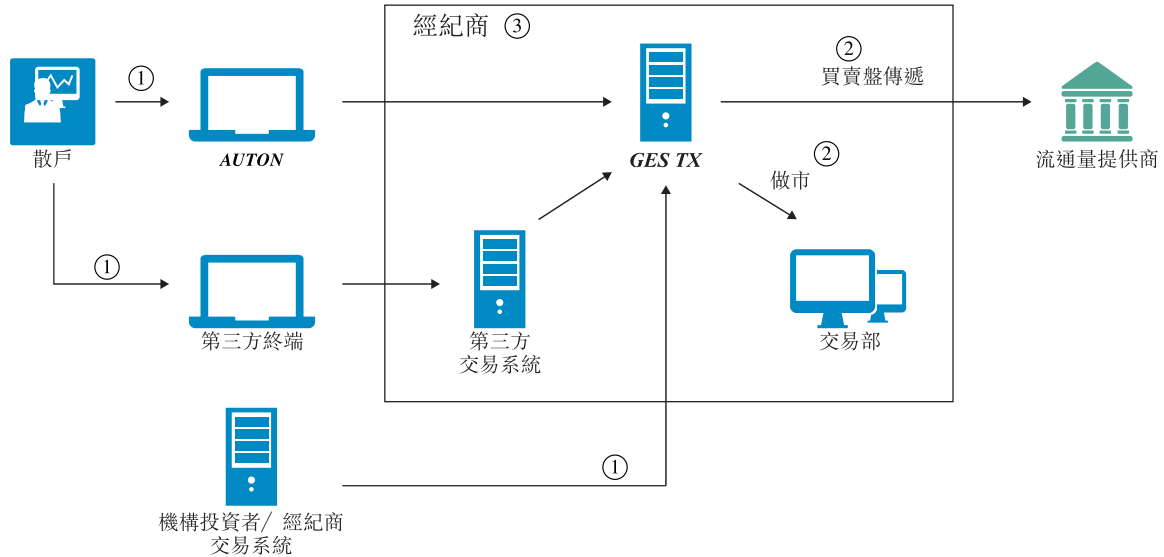 經紀商 ③
①
散戶
AUTON
GES TX
②
買賣盤傳遞
流通量提供商
②
做市
①
第三方終端
第三方
交易系統
交易部
①
機構投資者/ 經紀商
交易系統